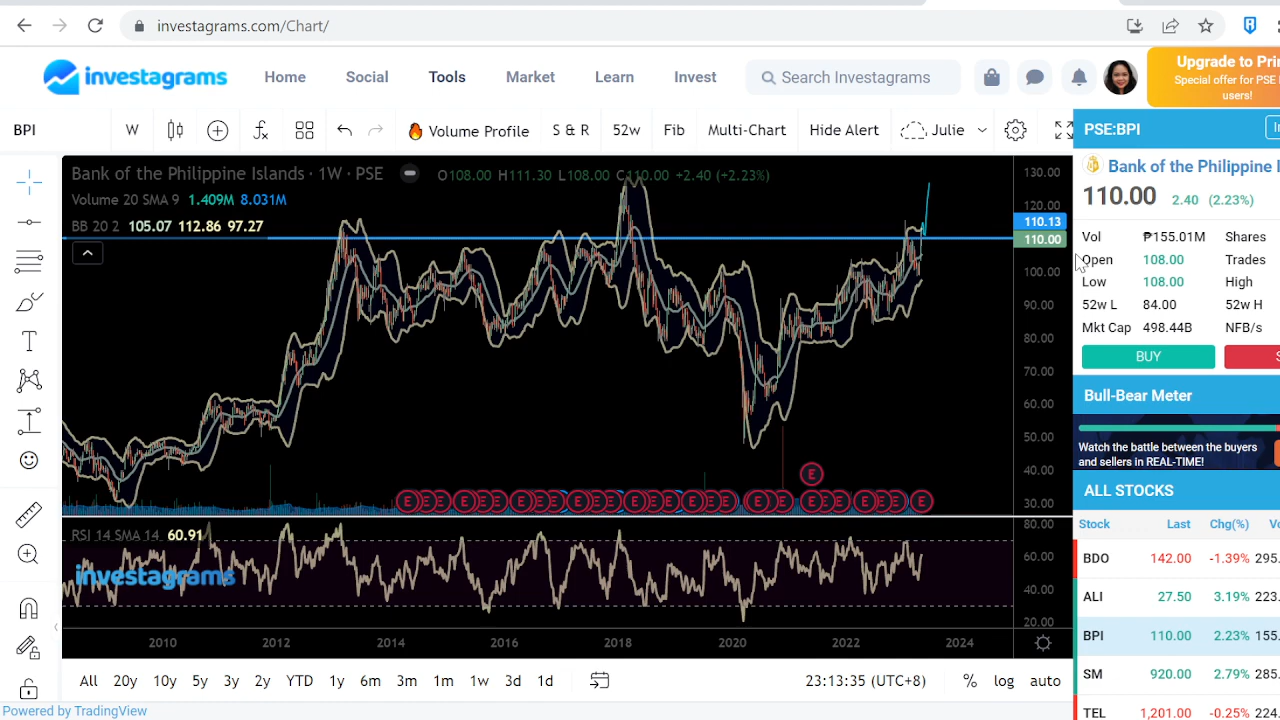 investagrams.com/Chart/
investagrams Home Social Tools Market Learn Invest Search Investagrams
Upgrade to Pri
Special offer for PSE
users!
BPI W Volume Profile S & R 52w Fib Multi-Chart Hide Alert Julie
PSE:BPI
Bank of the Philippine Islands · 1W · PSE O108.00 H111.30 L108.00 C110.00 +2.40 (+2.23%)
Volume 20 SMA 9 1.409M 8.031M
BB 20 2 105.07 112.86 97.27
130.00
120.00
110.13
110.00
100.00
90.00
80.00
70.00
60.00
50.00
40.00
30.00
E E E E E E E E E E E E E E E E E E E E E E E E
RSI 14 SMA 14 60.91
investagrams
80.00
60.00
40.00
20.00
2010 2012 2014 2016 2018 2020 2022 2024
All 20y 10y 5y 3y 2y YTD 1y 6m 3m 1m 1w 3d 1d 23:13:35 (UTC+8) % log auto
Powered by TradingView
Bank of the Philippine I
110.00 2.40 (2.23%)
Vol ₱155.01M Shares
Open 108.00 Trades
Low 108.00 High
52w L 84.00 52w H
Mkt Cap 498.44B NFB/s
BUY S
Bull-Bear Meter
Watch the battle between the buyers
and sellers in REAL-TIME!
ALL STOCKS
Stock Last Chg(%) Vo
BDO 142.00 -1.39% 295.
ALI 27.50 3.19% 223.
BPI 110.00 2.23% 155.
SM 920.00 2.79% 285.
TEL 1,201.00 -0.25% 224.